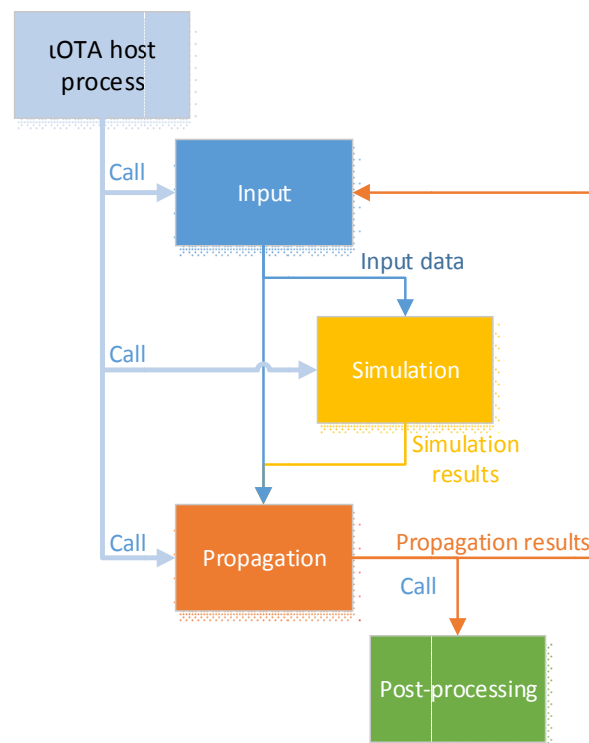 ιOTA host
process
Call
Input
Input data
Call
Simulation
Simulation
results
Call
Propagation
Propagation results
Call
Post-processing